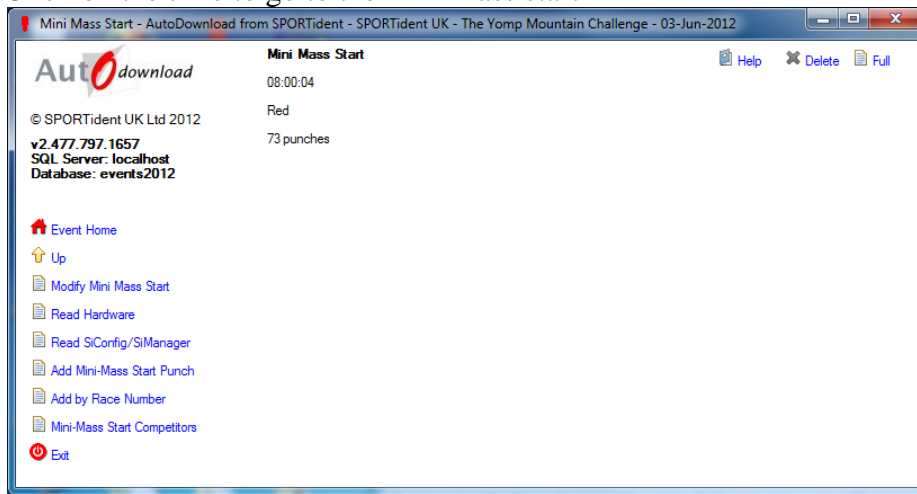 Mini Mass Start - AutoDownload from SPORTident - SPORTident UK - The Yomp Mountain Challenge - 03-Jun-2012
Autodownload
© SPORTident UK Ltd 2012
v2.477.797.1657
SQL Server: localhost
Database: events2012
Event Home
Up
Modify Mini Mass Start
Read Hardware
Read SiConfig/SiManager
Add Mini-Mass Start Punch
Add by Race Number
Mini-Mass Start Competitors
Exit
Mini Mass Start
08:00:04
Red
73 punches
Help
Delete
Full